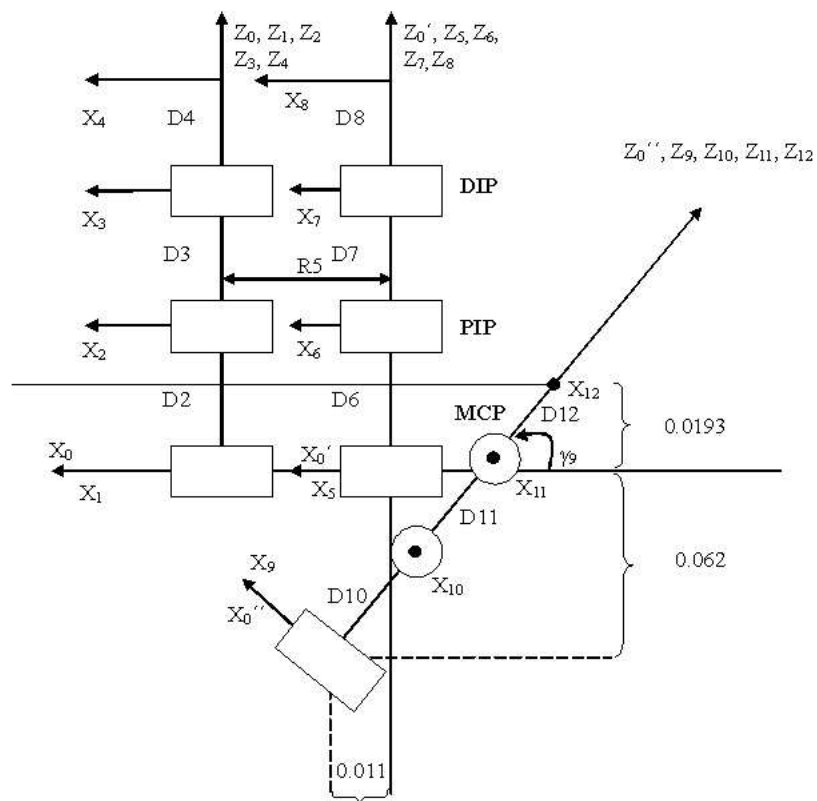 Z₀, Z₁, Z₂
Z₃, Z₄
Z₀′, Z₅, Z₆,
Z₇, Z₈
X₄
D4
X₈
D8
Z₀′′, Z₉, Z₁₀, Z₁₁, Z₁₂
X₃
X₇
DIP
D3
D7
R5
X₂
X₆
PIP
D2
D6
MCP
X₁₂
D12
0.0193
X₀
X₁
X₀′
X₅
X₁₁
γ₉
D11
X₉
X₀′′
D10
X₁₀
0.062
0.011